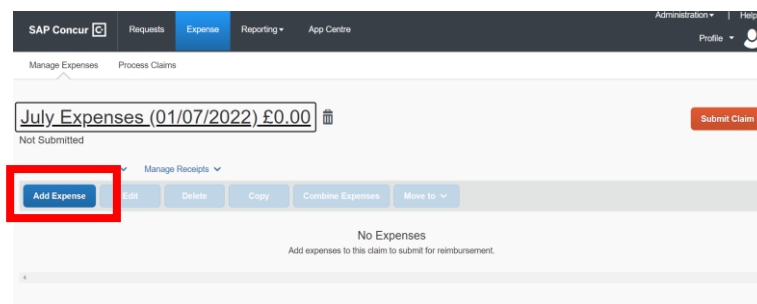 Administration | Help
SAP Concur C Requests Expense Reporting App Centre
Profile
Manage Expenses Process Claims
July Expenses (01/07/2022) £0.00
Submit Claim
Not Submitted
Manage Receipts
Add Expense Edit Delete Copy Combine Expenses Move to
No Expenses
Add expenses to this claim to submit for reimbursement.